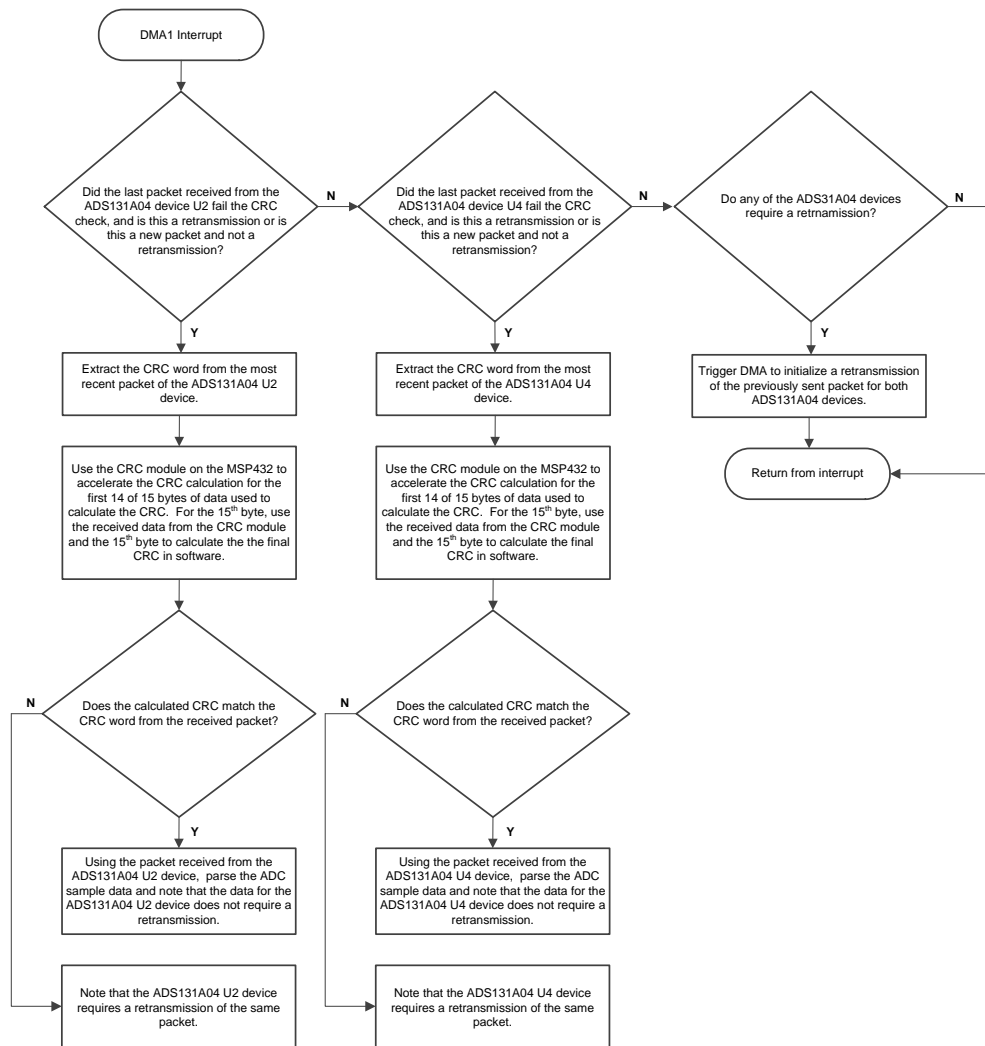 DMA1 Interrupt
Did the last packet received from the
ADS131A04 device U2 fail the CRC
check, and is this a retransmission or is
this a new packet and not a
retransmission?
N
Y
Extract the CRC word from the most
recent packet of the ADS131A04 U2
device.
Use the CRC module on the MSP432 to
accelerate the CRC calculation for the
first 14 of 15 bytes of data used to
calculate the CRC. For the 15th byte, use
the received data from the CRC module
and the 15th byte to calculate the the final
CRC in software.
Does the calculated CRC match the
CRC word from the received packet?
N
Y
Using the packet received from the
ADS131A04 U2 device, parse the ADC
sample data and note that the data for the
ADS131A04 U2 device does not require a
retransmission.
Note that the ADS131A04 U2 device
requires a retransmission of the same
packet.
Did the last packet received from the
ADS131A04 device U4 fail the CRC
check, and is this a retransmission or is
this a new packet and not a
retransmission?
N
Y
Extract the CRC word from the most
recent packet of the ADS131A04 U4
device.
Use the CRC module on the MSP432 to
accelerate the CRC calculation for the
first 14 of 15 bytes of data used to
calculate the CRC. For the 15th byte, use
the received data from the CRC module
and the 15th byte to calculate the final
CRC in software.
Does the calculated CRC match the
CRC word from the received packet?
N
Y
Using the packet received from the
ADS131A04 U4 device, parse the ADC
sample data and note that the data for the
ADS131A04 U4 device does not require a
retransmission.
Note that the ADS131A04 U4 device
requires a retransmission of the same
packet.
Do any of the ADS31A04 devices
require a retrnamission?
N
Y
Trigger DMA to initialize a retransmission
of the previously sent packet for both
ADS131A04 devices.
Return from interrupt